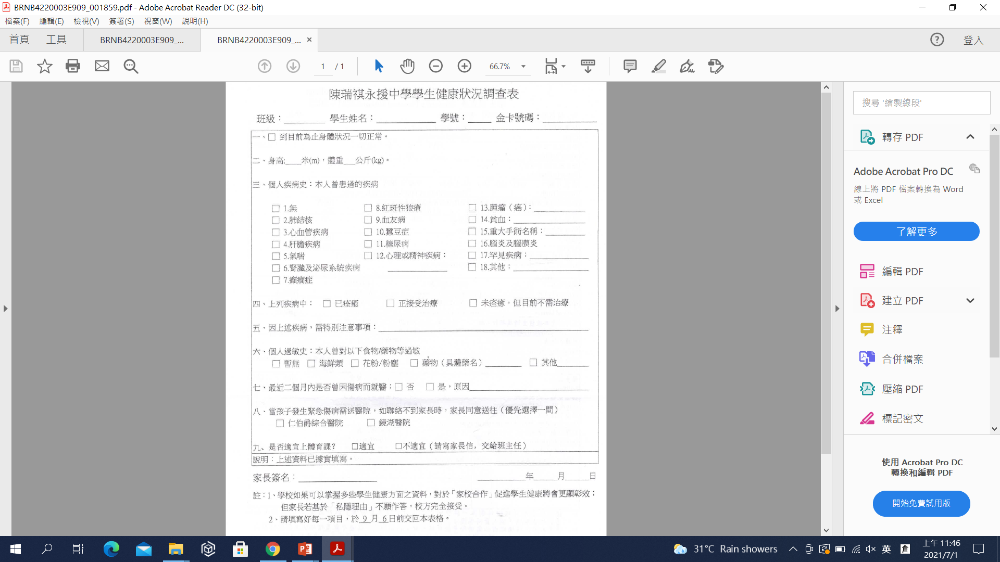 BRNB4220003E909_001859.pdf - Adobe Acrobat Reader DC (32-bit)
檔案(F) 編輯(E) 檢視(V) 簽署(S) 視窗(W) 說明(H)
首頁 工具 BRNB4220003E909_... BRNB4220003E909_... × ? 登入
1 / 1 66.7%
陳瑞祺永援中學學生健康狀況調查表
班級：________ 學生姓名：____________ 學號：_____ 金卡號碼：___________
一、□ 到目前為止身體狀況一切正常。
二、身高:____米(m)，體重___公斤(kg)。
三、個人疾病史：本人曾患過的疾病
□ 1.無 □ 8.紅斑性狼瘡 □ 13.腫瘤（癌）：_____________
□ 2.肺結核 □ 9.血友病 □ 14.貧血：__________________
□ 3.心血管疾病 □ 10.蠶豆症 □ 15.重大手術名稱：__________
□ 4.肝膽疾病 □ 11.糖尿病 □ 16.腦炎及腦膜炎
□ 5.氣喘 □ 12.心理或精神疾病： □ 17.罕見疾病：_______________
□ 6.腎臟及泌尿系統疾病 _______________ □ 18.其他：___________________
□ 7.癲癇症
四、上列疾病中： □ 已痊癒 □ 正接受治療 □ 未痊癒，但目前不需治療
五、因上述疾病，需特別注意事項：______________________________
六、個人過敏史：本人曾對以下食物/藥物等過敏
□ 暫無 □ 海鮮類 □ 花粉/粉塵 □ 藥物（具體藥名）_________ □ 其他________
七、最近二個月內是否曾因傷病而就醫：□ 否 □ 是，原因______________________________
八、當孩子發生緊急傷病需送醫院，如聯絡不到家長時，家長同意送往（優先選擇一間）
□ 仁伯爵綜合醫院 □ 鏡湖醫院
九、是否適宜上體育課？ □適宜 □不適宜（請寫家長信，交給班主任）
說明：上述資料已據實填寫。
家長簽名：________________ __________年_____月_____日
註：1、學校如果可以掌握多些學生健康方面之資料，對於「家校合作」促進學生健康將會更顯彰效；
但家長若基於「私隱理由」不願作答，校方完全接受。
2、請填寫好每一項目，於_9_月_6_日前交回本表格。
搜尋 '繪製線段'
轉存 PDF
Adobe Acrobat Pro DC
線上將 PDF 檔案轉換為 Word
或 Excel
了解更多
編輯 PDF
建立 PDF
注釋
合併檔案
壓縮 PDF
標記密文
使用 Acrobat Pro DC
轉換和編輯 PDF
開始免費試用版
31°C Rain showers 英 倉 上午 11:46
2021/7/1